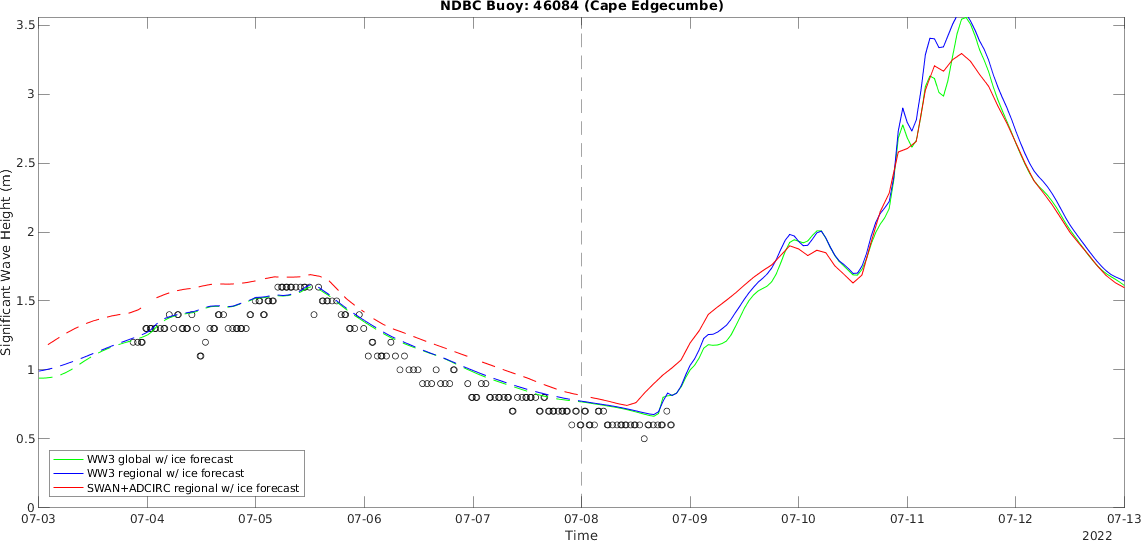 NDBC Buoy: 46084 (Cape Edgecumbe)
3.5
3
2.5
2
1.5
1
0.5
0
Significant Wave Height (m)
WW3 global w/ ice forecast
WW3 regional w/ ice forecast
SWAN+ADCIRC regional w/ ice forecast
07-03 07-04 07-05 07-06 07-07 07-08 07-09 07-10 07-11 07-12 07-13
Time
2022